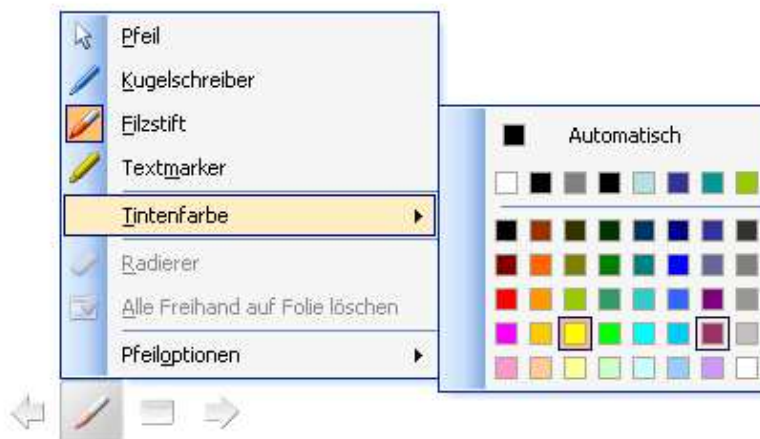 Pfeil
Kugelschreiber
Filzstift
Textmarker
Tintenfarbe
Automatisch
Radierer
Alle Freihand auf Folie löschen
Pfeiloptionen